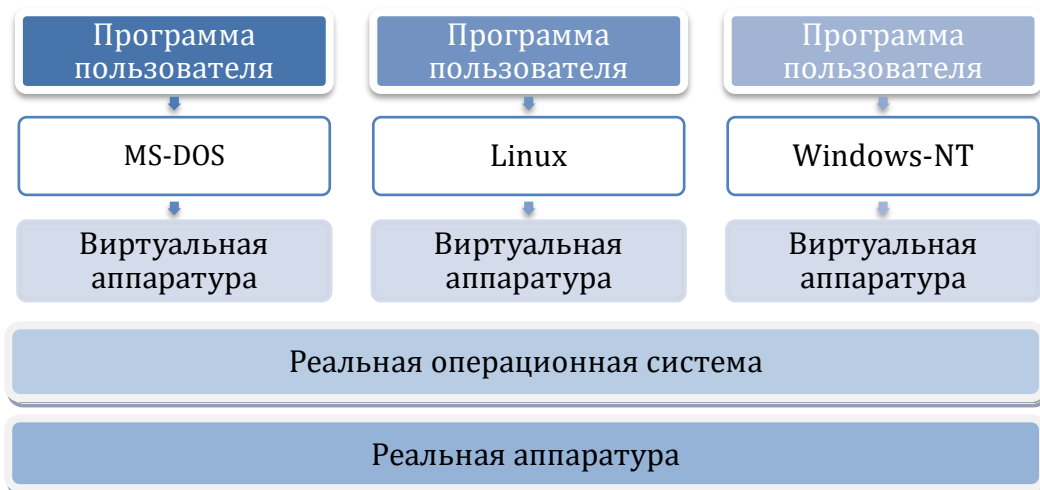 Программа
пользователя
Программа
пользователя
Программа
пользователя
MS-DOS
Linux
Windows-NT
Виртуальная
аппаратура
Виртуальная
аппаратура
Виртуальная
аппаратура
Реальная операционная система
Реальная аппаратура